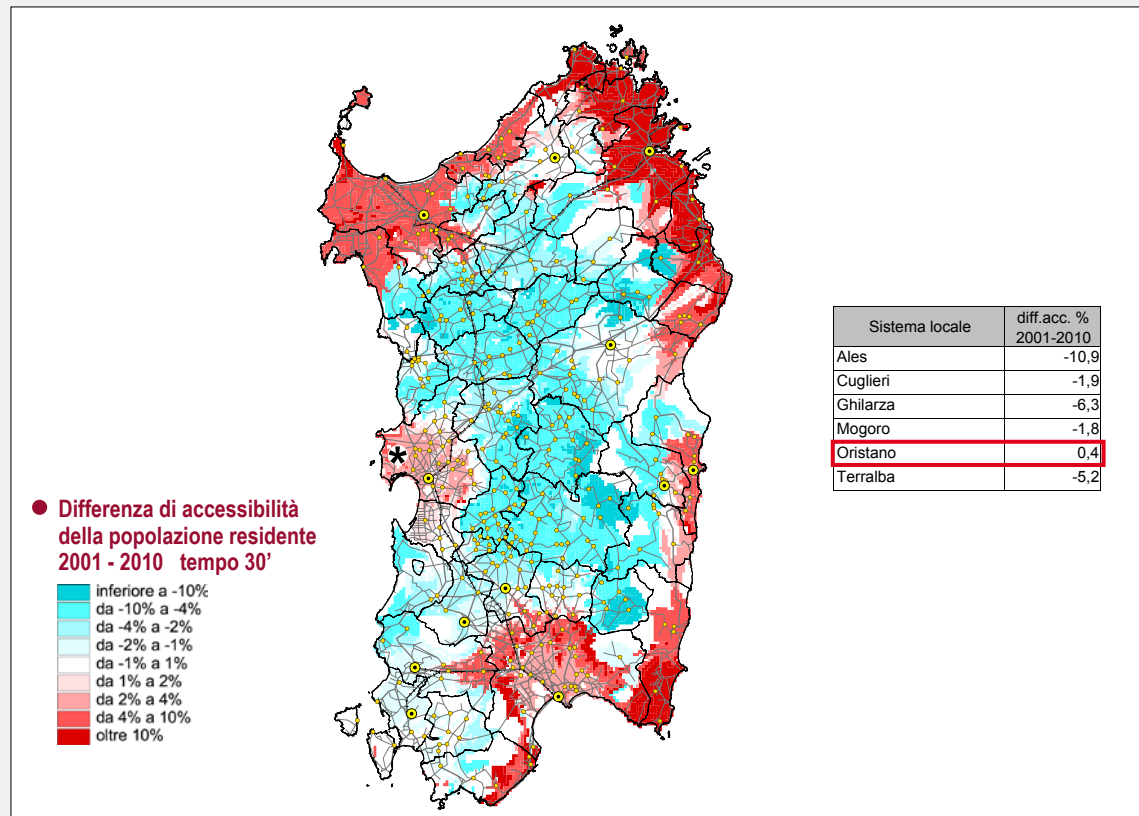 Sistema locale diff.acc. % 2001-2010
Ales -10,9
Cuglieri -1,9
Ghilarza -6,3
Mogoro -1,8
Oristano 0,4
Terralba -5,2
*
● Differenza di accessibilità
della popolazione residente
2001 - 2010 tempo 30’
inferiore a -10%
da -10% a -4%
da -4% a -2%
da -2% a -1%
da -1% a 1%
da 1% a 2%
da 2% a 4%
da 4% a 10%
oltre 10%